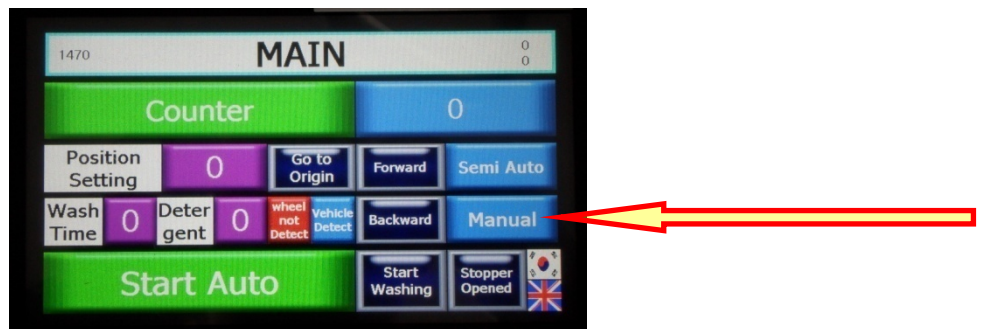 1470 MAIN 0
0
Counter 0
Position
Setting
0
Go to
Origin
Forward
Semi Auto
Wash
Time
0
Deter
gent
0
wheel
not
Detect
Vehicle
Detect
Backward
Manual
Start Auto
Start
Washing
Stopper
Opened